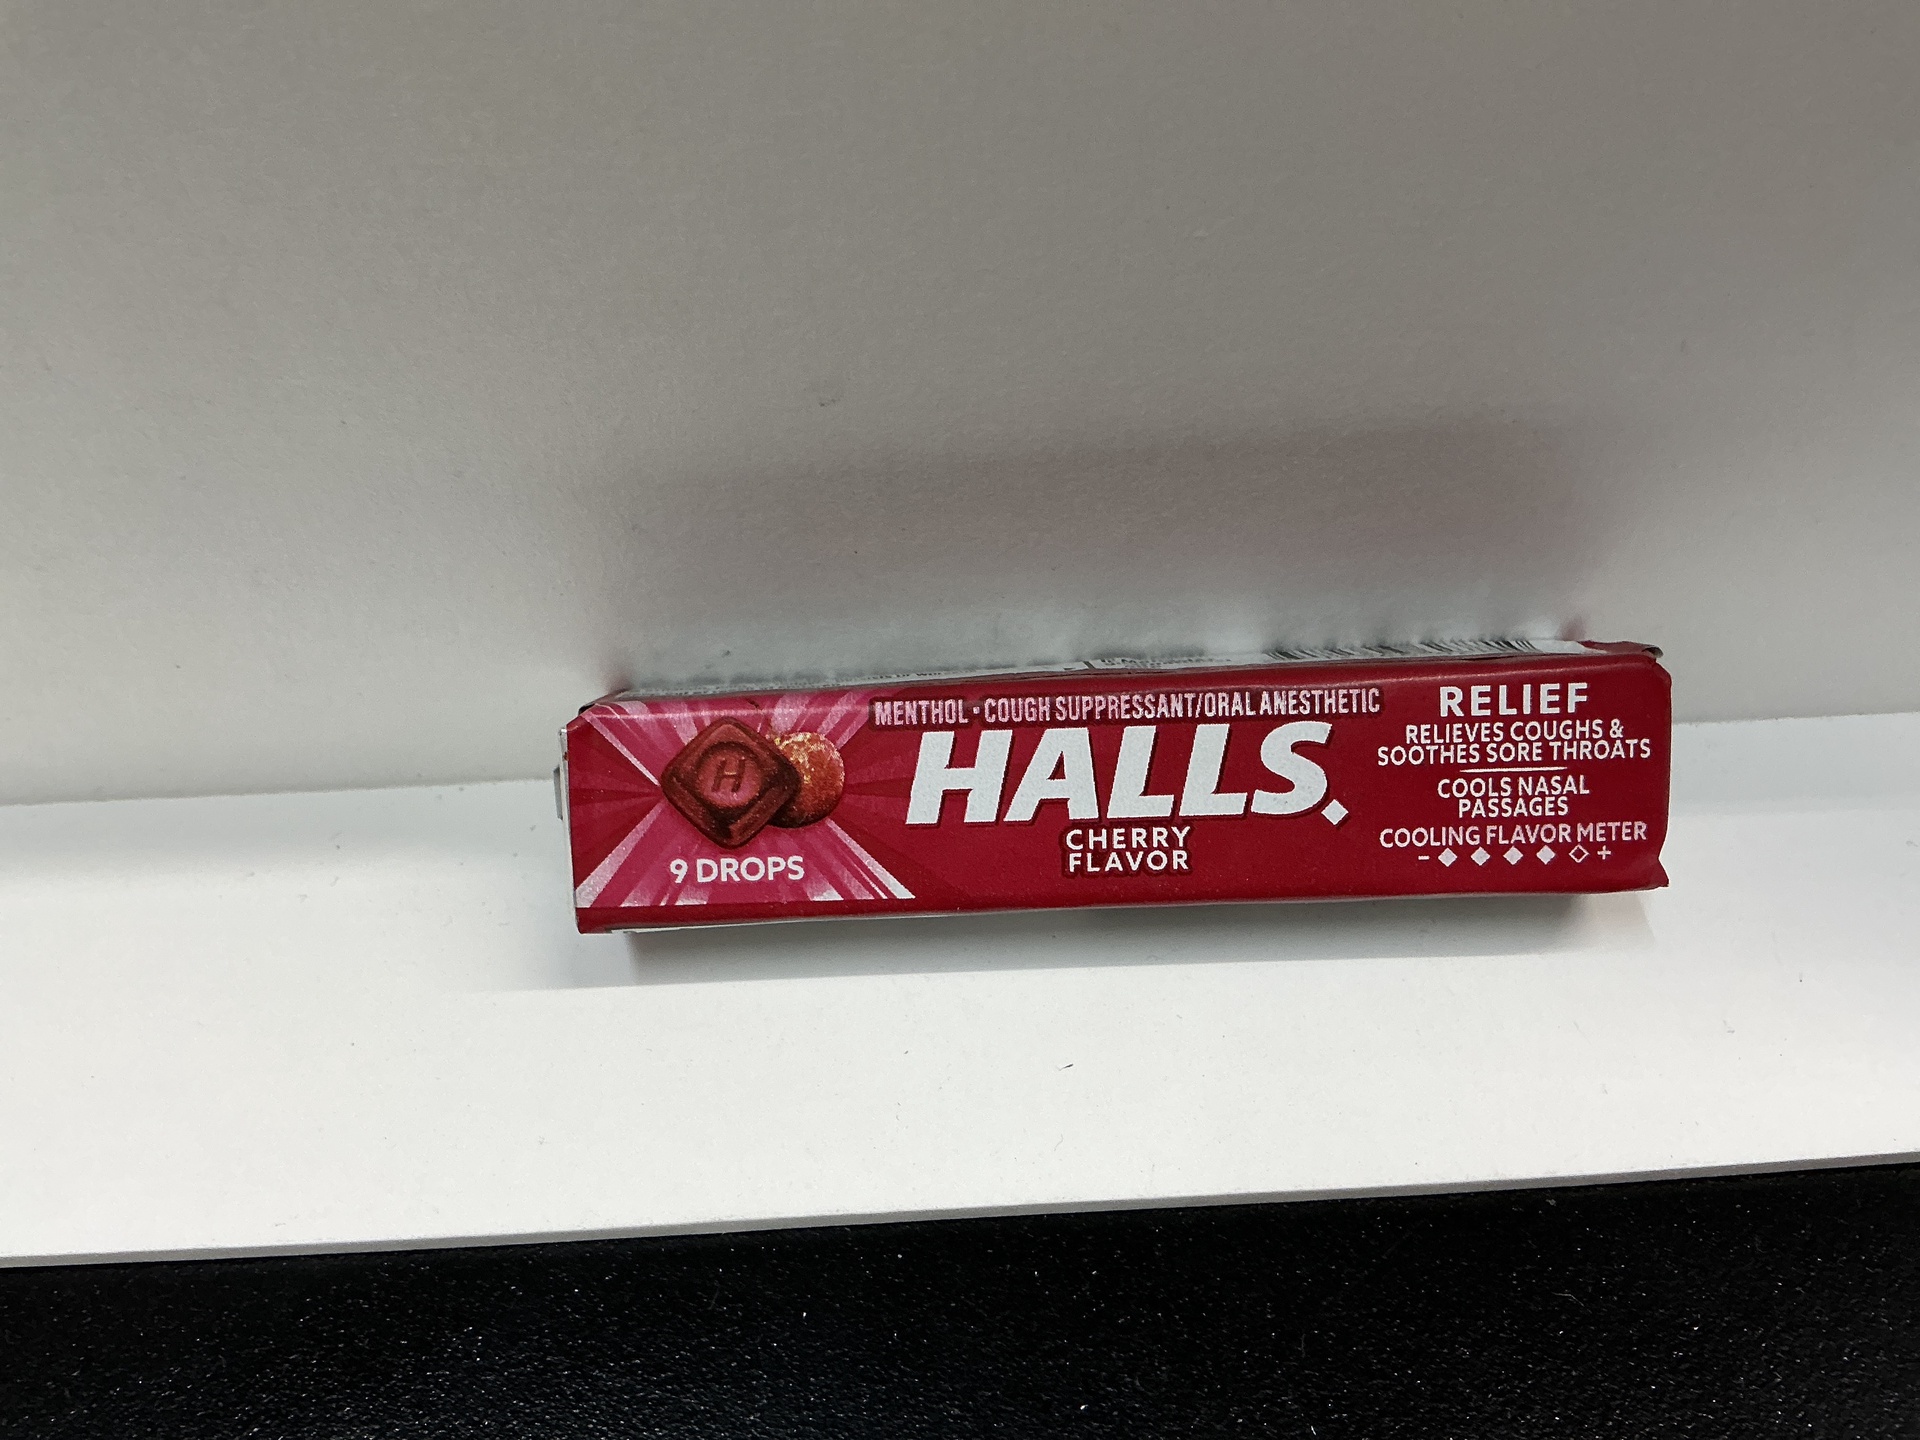 MENTHOL • COUGH SUPPRESSANT/ORAL ANESTHETIC
HALLS
CHERRY
FLAVOR
H
9 DROPS
RELIEF
RELIEVES COUGHS &
SOOTHES SORE THROATS
COOLS NASAL
PASSAGES
COOLING FLAVOR METER
- +